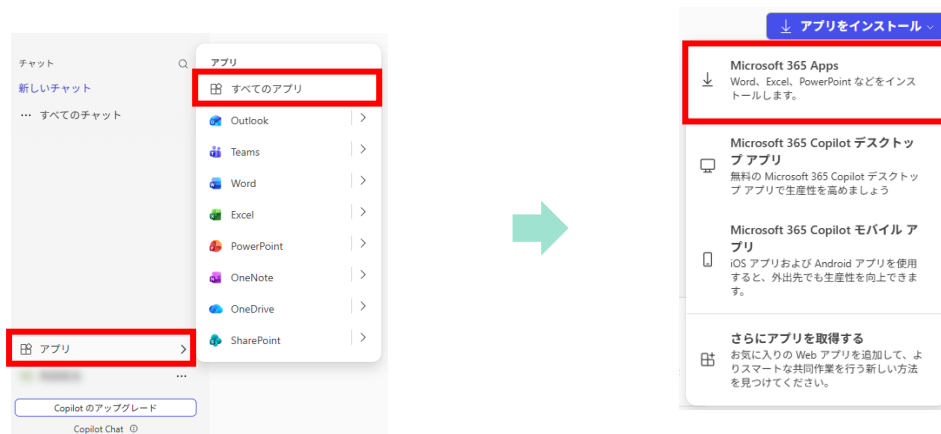 チャット
新しいチャット
すべてのチャット
アプリ
Copilot のアップグレード
Copilot Chat
アプリ
すべてのアプリ
Outlook
Teams
Word
Excel
PowerPoint
OneNote
OneDrive
SharePoint
アプリをインストール
Microsoft 365 Apps
Word、Excel、PowerPoint などをインス
トールします。
Microsoft 365 Copilot デスクトッ
プ アプリ
無料の Microsoft 365 Copilot デスクトッ
プ アプリで生産性を高めましょう
Microsoft 365 Copilot モバイル ア
プリ
iOS アプリおよび Android アプリを使用
すると、外出先でも生産性を向上できま
す。
さらにアプリを取得する
お気に入りの Web アプリを追加して、よ
りスマートな共同作業を行う新しい方法
を見つけてください。